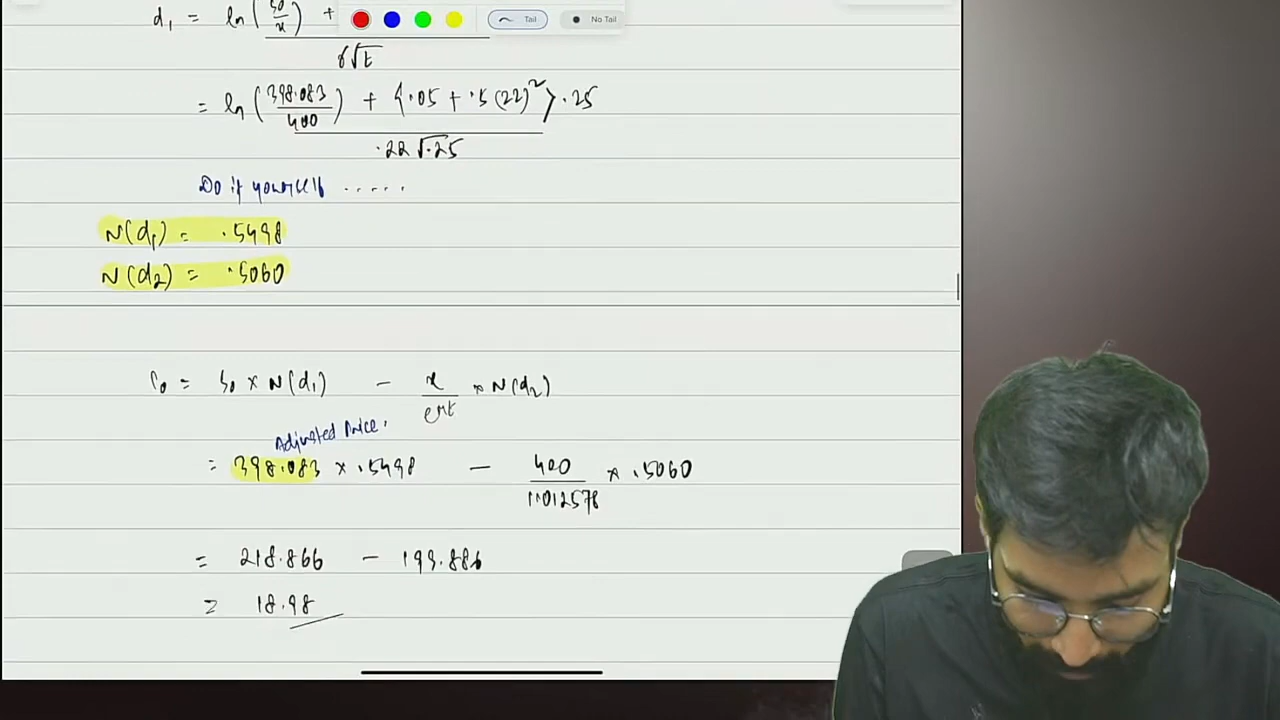 d₁ = ln (S0/x) +
Tail No Tail
σ√t
= ln (398.083/400) + {.05 + .5 (22)²} .25
.22 √.25
Do it yourself ......
N(d₁) = .5498
N(d2) = .5060
C0 = S0 × N(d₁) - x/e^rt × N(d2)
Adjusted Price.
= 398.083 × .5498 - 400/1.012578 × .5060
= 218.866 - 199.886
= 18.98